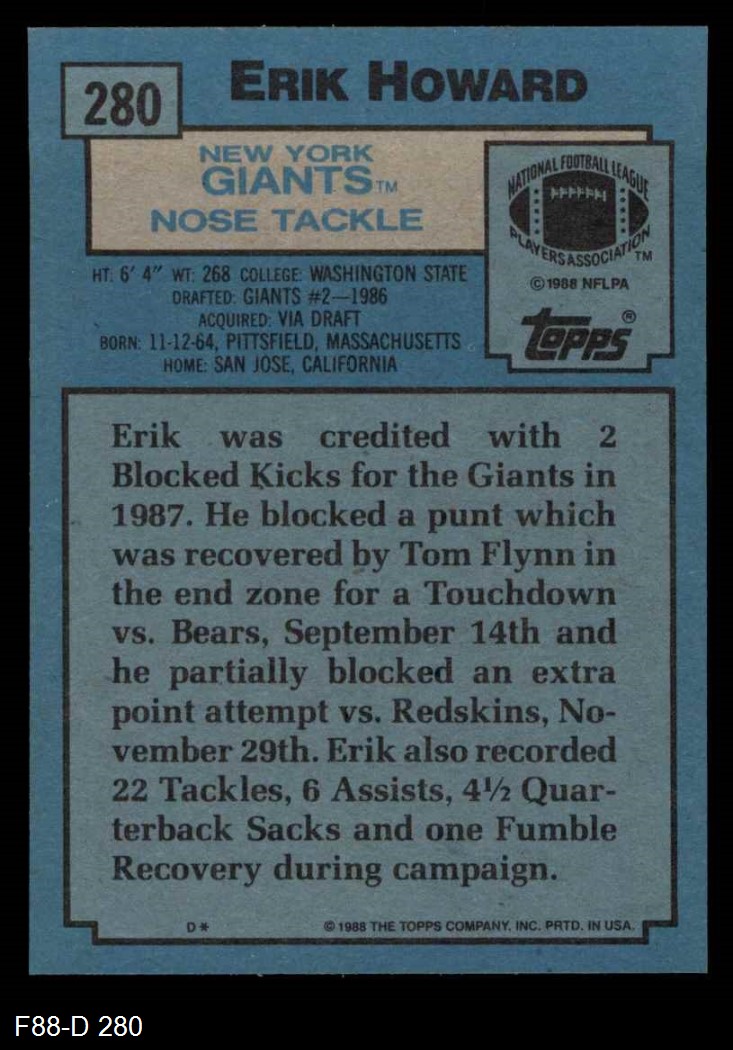 280
ERIK HOWARD
NEW YORK
GIANTS™
NOSE TACKLE
NATIONAL FOOTBALL LEAGUE
PLAYERS ASSOCIATION™
©1988 NFLPA
topps®
HT: 6' 4" WT: 268 COLLEGE: WASHINGTON STATE
DRAFTED: GIANTS #2—1986
ACQUIRED: VIA DRAFT
BORN: 11-12-64, PITTSFIELD, MASSACHUSETTS
HOME: SAN JOSE, CALIFORNIA
Erik was credited with 2
Blocked Kicks for the Giants in
1987. He blocked a punt which
was recovered by Tom Flynn in
the end zone for a Touchdown
vs. Bears, September 14th and
he partially blocked an extra
point attempt vs. Redskins, No-
vember 29th. Erik also recorded
22 Tackles, 6 Assists, 4½ Quar-
terback Sacks and one Fumble
Recovery during campaign.
D* ©1988 THE TOPPS COMPANY, INC. PRTD. IN USA.
F88-D 280